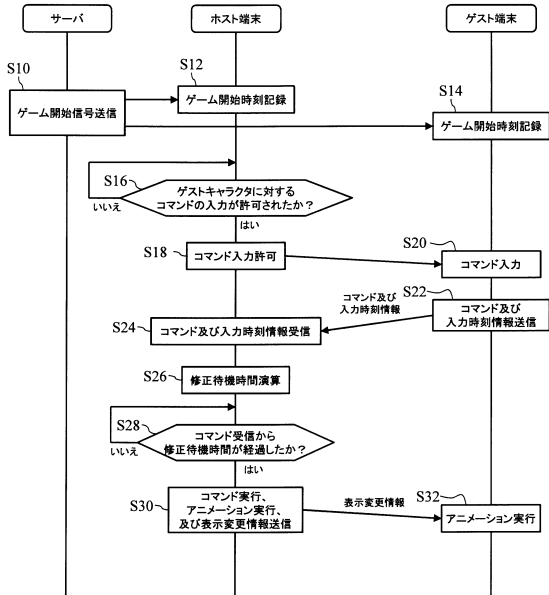 サーバ
ホスト端末
ゲスト端末
S10
ゲーム開始信号送信
S12
ゲーム開始時刻記録
S14
ゲーム開始時刻記録
S16
ゲストキャラクタに対する
コマンドの入力が許可されたか？
いいえ
はい
S18
コマンド入力許可
S20
コマンド入力
S22
コマンド及び
入力時刻情報送信
コマンド及び
入力時刻情報
S24
コマンド及び入力時刻情報受信
S26
修正待機時間演算
S28
コマンド受信から
修正待機時間が経過したか？
いいえ
はい
S30
コマンド実行、
アニメーション実行、
及び表示変更情報送信
表示変更情報
S32
アニメーション実行